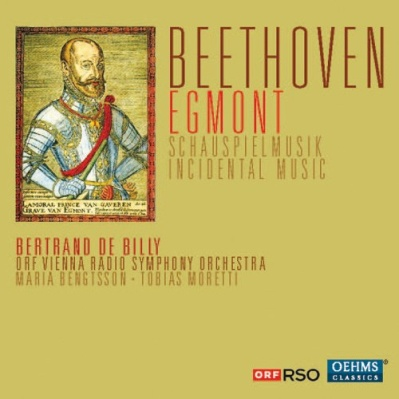 BEETHOVEN
EGMONT
SCHAUSPIELMUSIK
INCIDENTAL MUSIC
LAMORAL PRINCE VAN GAVEREN
GRAVE VAN EGMONT.
BERTRAND DE BILLY
ORF VIENNA RADIO SYMPHONY ORCHESTRA
MARIA BENGTSSON - TOBIAS MORETTI
ORF RSO
OEHMS®
CLASSICS